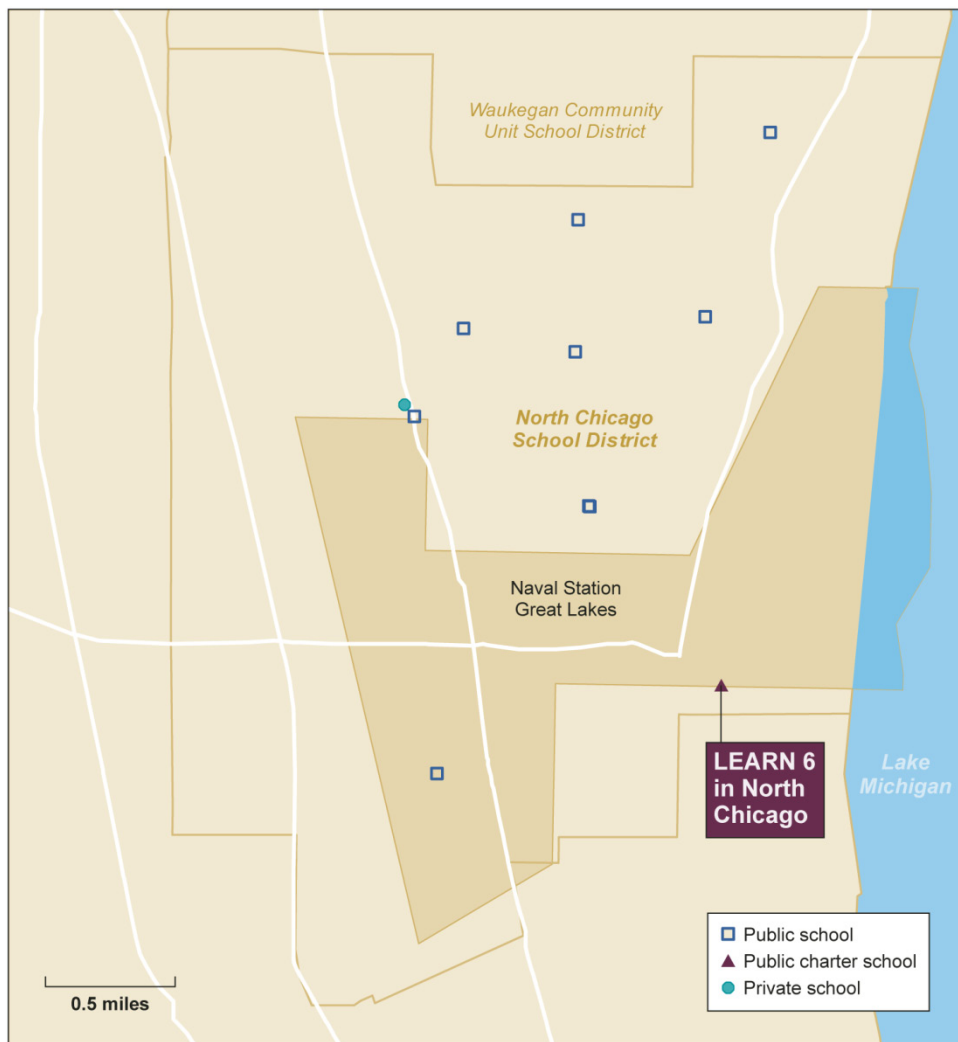 Waukegan Community
Unit School District
North Chicago
School District
Naval Station
Great Lakes
LEARN 6
in North
Chicago
Lake
Michigan
Public school
Public charter school
Private school
0.5 miles